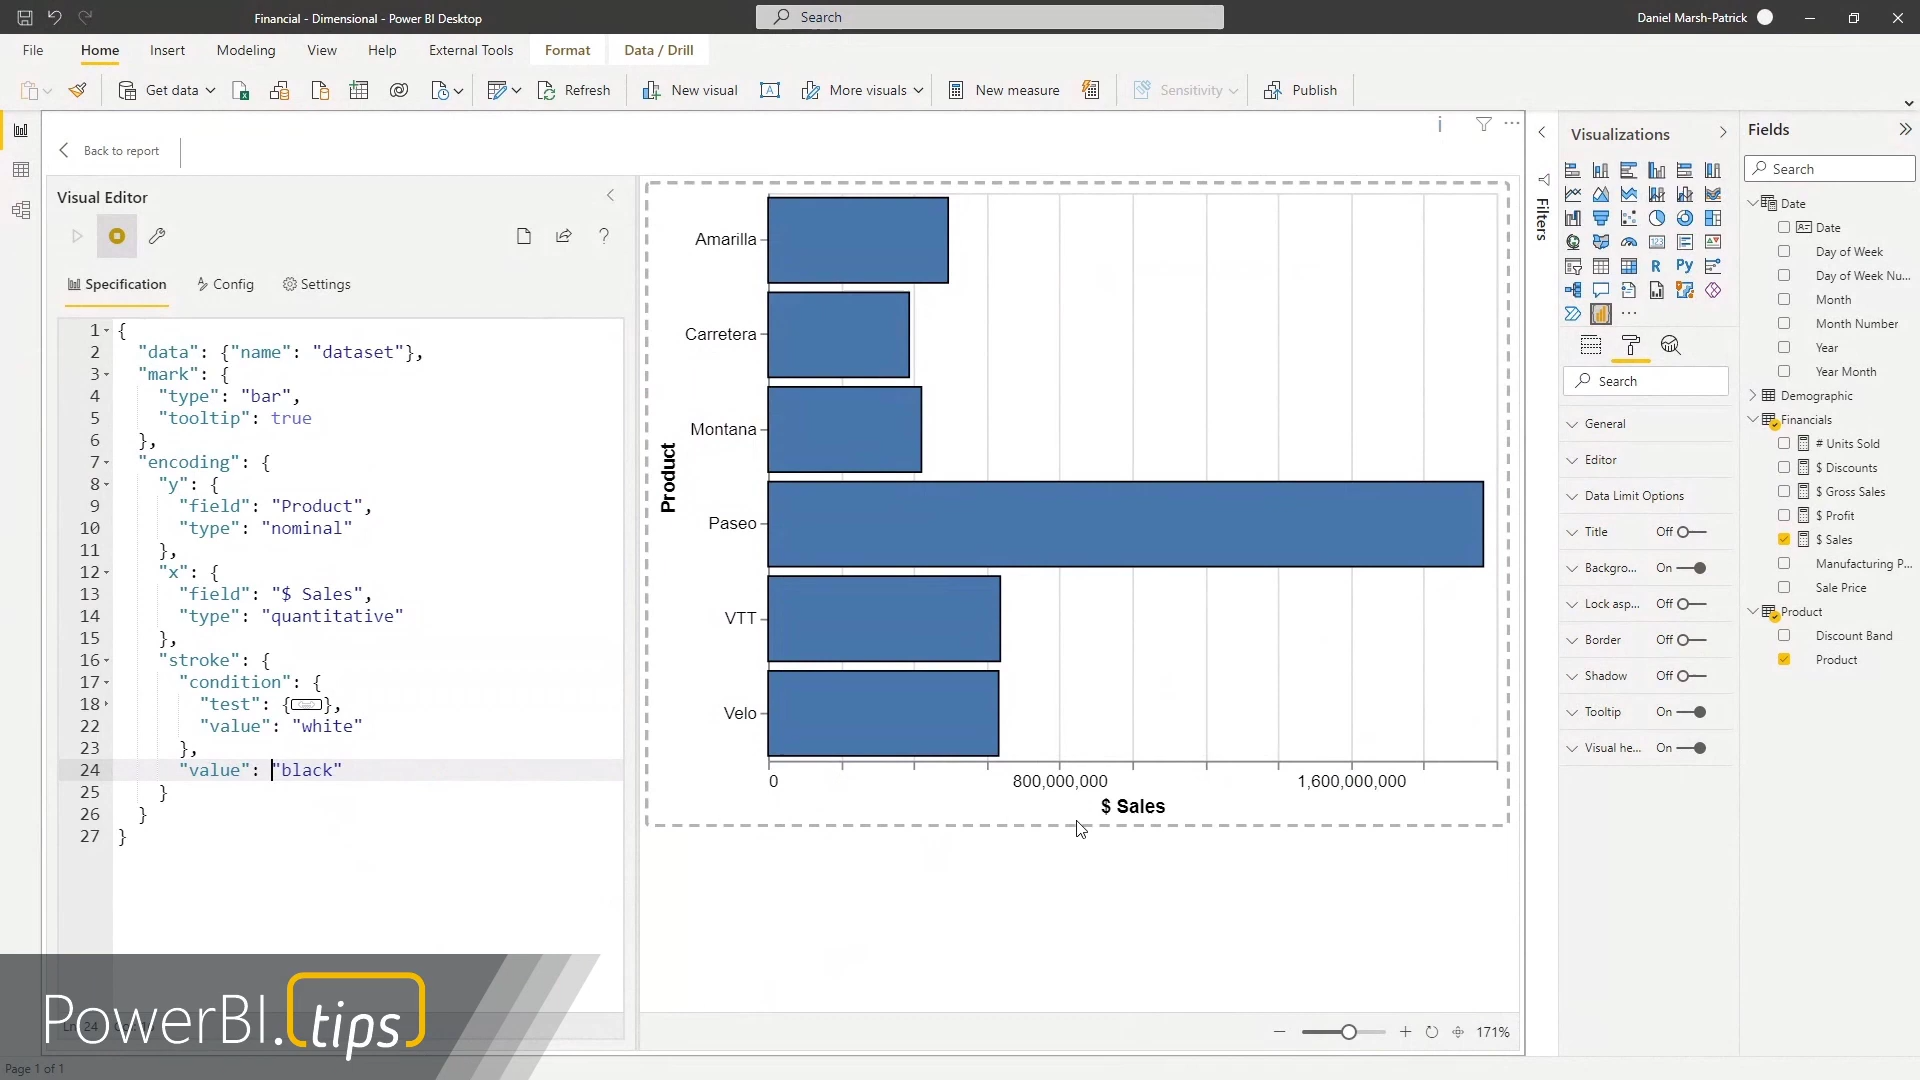 Financial - Dimensional - Power BI Desktop
Search
Daniel Marsh-Patrick
File
Home
Insert
Modeling
View
Help
External Tools
Format
Data / Drill
Get data
Refresh
New visual
A
More visuals
New measure
Sensitivity
Publish
Back to report
Visual Editor
?
Specification
Config
Settings
1 {
2 "data": {"name": "dataset"},
3 "mark": {
4 "type": "bar",
5 "tooltip": true
6 },
7 "encoding": {
8 "y": {
9 "field": "Product",
10 "type": "nominal"
11 },
12 "x": {
13 "field": "$ Sales",
14 "type": "quantitative"
15 },
16 "stroke": {
17 "condition": {
18 "test": {},
22 "value": "white"
23 },
24 "value": "black"
25 }
26 }
27 }
Product
Amarilla
Carretera
Montana
Paseo
VTT
Velo
0
800,000,000
1,600,000,000
$ Sales
171%
Filters
Visualizations
R
Py
Search
General
Editor
Data Limit Options
Title Off
Backgro... On
Lock asp... Off
Border Off
Shadow Off
Tooltip On
Visual he... On
Fields
Search
Date
Date
Day of Week
Day of Week Nu...
Month
Month Number
Year
Year Month
Demographic
Financials
# Units Sold
$ Discounts
$ Gross Sales
$ Profit
$ Sales
Manufacturing P...
Sale Price
Product
Discount Band
Product
PowerBI.tips
Page 1 of 1